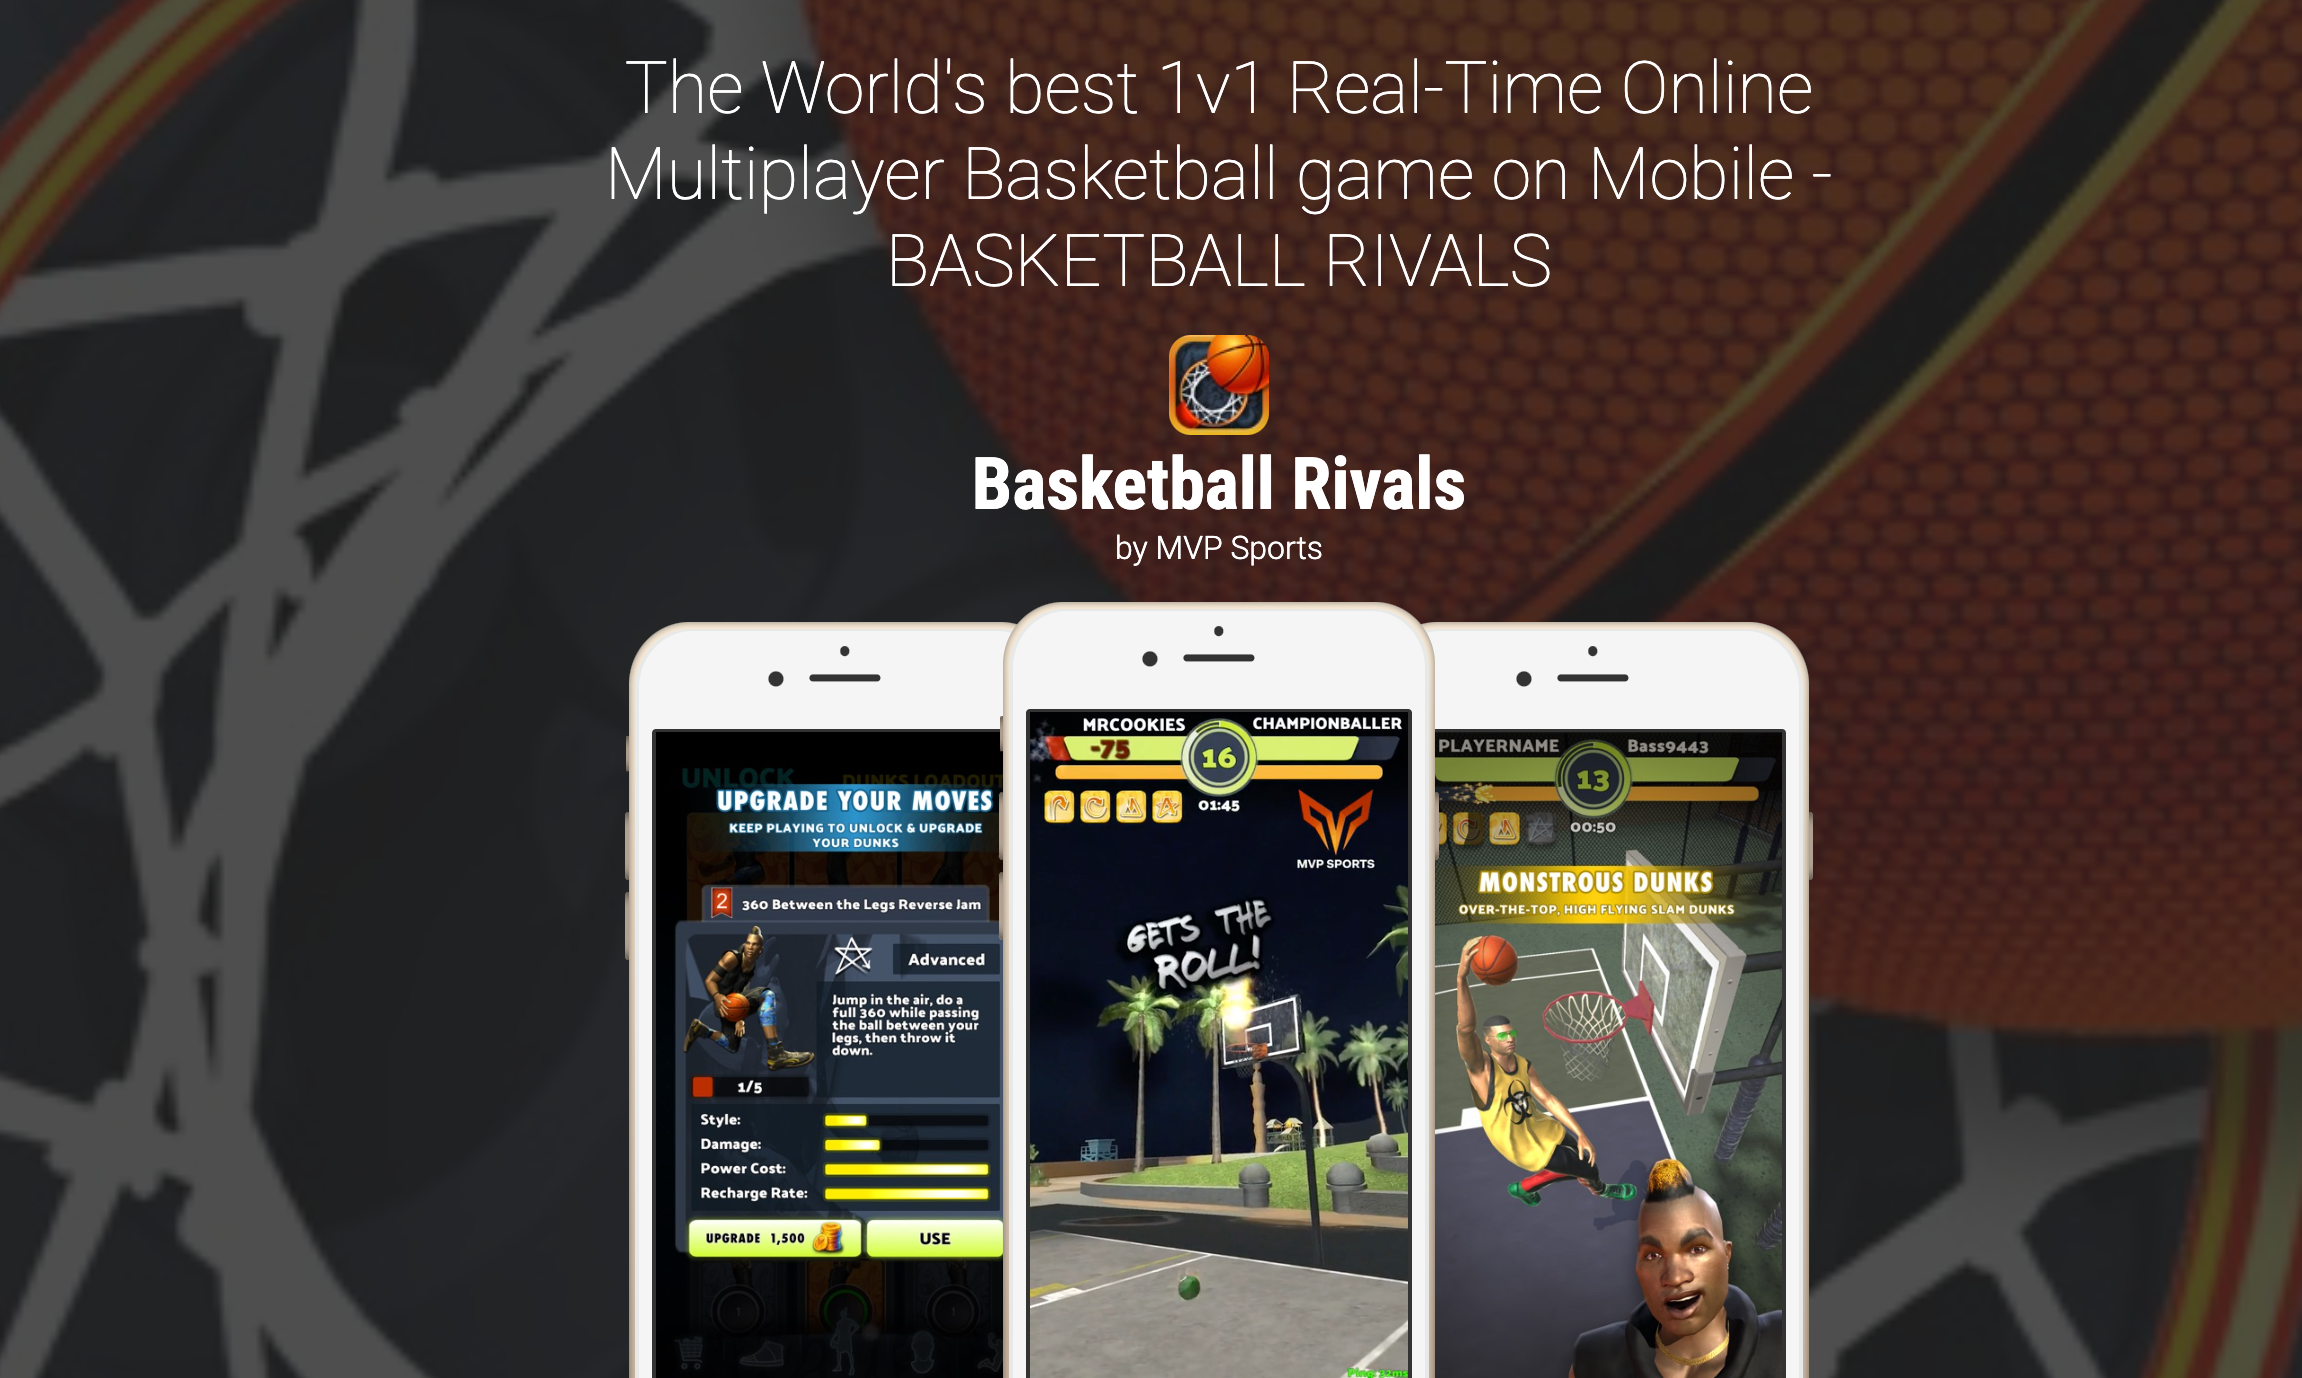 The World's best 1v1 Real-Time Online
Multiplayer Basketball game on Mobile -
BASKETBALL RIVALS
Basketball Rivals
by MVP Sports
UNLOCK
DUNKS LOADOUT
UPGRADE YOUR MOVES
KEEP PLAYING TO UNLOCK & UPGRADE
YOUR DUNKS
2 360 Between the Legs Reverse Jam
Advanced
Jump in the air, do a
full 360 while passing
the ball between your
legs, then throw it
down.
1/5
Style:
Damage:
Power Cost:
Recharge Rate:
UPGRADE 1,500
USE
1
1
MRCOOKIES
CHAMPIONBALLER
-75
16
01:45
MVP SPORTS
GETS THE
ROLL!
Ping: 32ms
PLAYERNAME
Bass9443
13
00:50
MONSTROUS DUNKS
OVER-THE-TOP, HIGH FLYING SLAM DUNKS